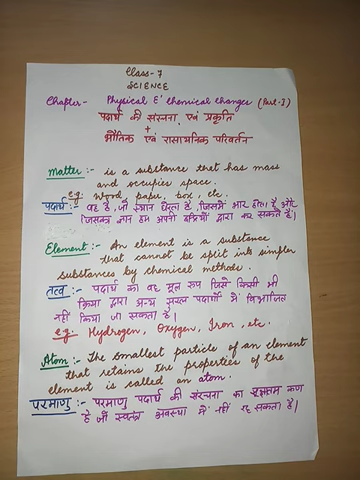 Class-7
SCIENCE
Chapter- Physical & Chemical Changes (Part-I)
पदार्थ की संरचना, एवं प्रकृति
+
भौतिक एवं रासायनिक परिवर्तन
Matter:- is a substance that has mass
and occupies space.
e.g: Wood, paper, box, etc.
पदार्थ:- वह है, जो स्थान घेरता है, जिसमें भार होता है और
जिसका ज्ञान हम अपनी इंद्रियों द्वारा कर सकते हैं।
Element:- An element is a substance
that cannot be split into simpler
substances by chemical methods.
तत्व:- पदार्थ का वह मूल रूप जिसे किसी भी
क्रिया द्वारा अन्य सरल पदार्थों में विभाजित
नहीं किया जा सकता है।
e.g: Hydrogen, Oxygen, Iron, etc.
Atom:- The smallest particle of an element
that retains the properties of the
element is called an atom.
परमाणु:- परमाणु पदार्थ की संरचना का सूक्ष्मतम कण
है जो स्वतंत्र अवस्था में नहीं रह सकता है।